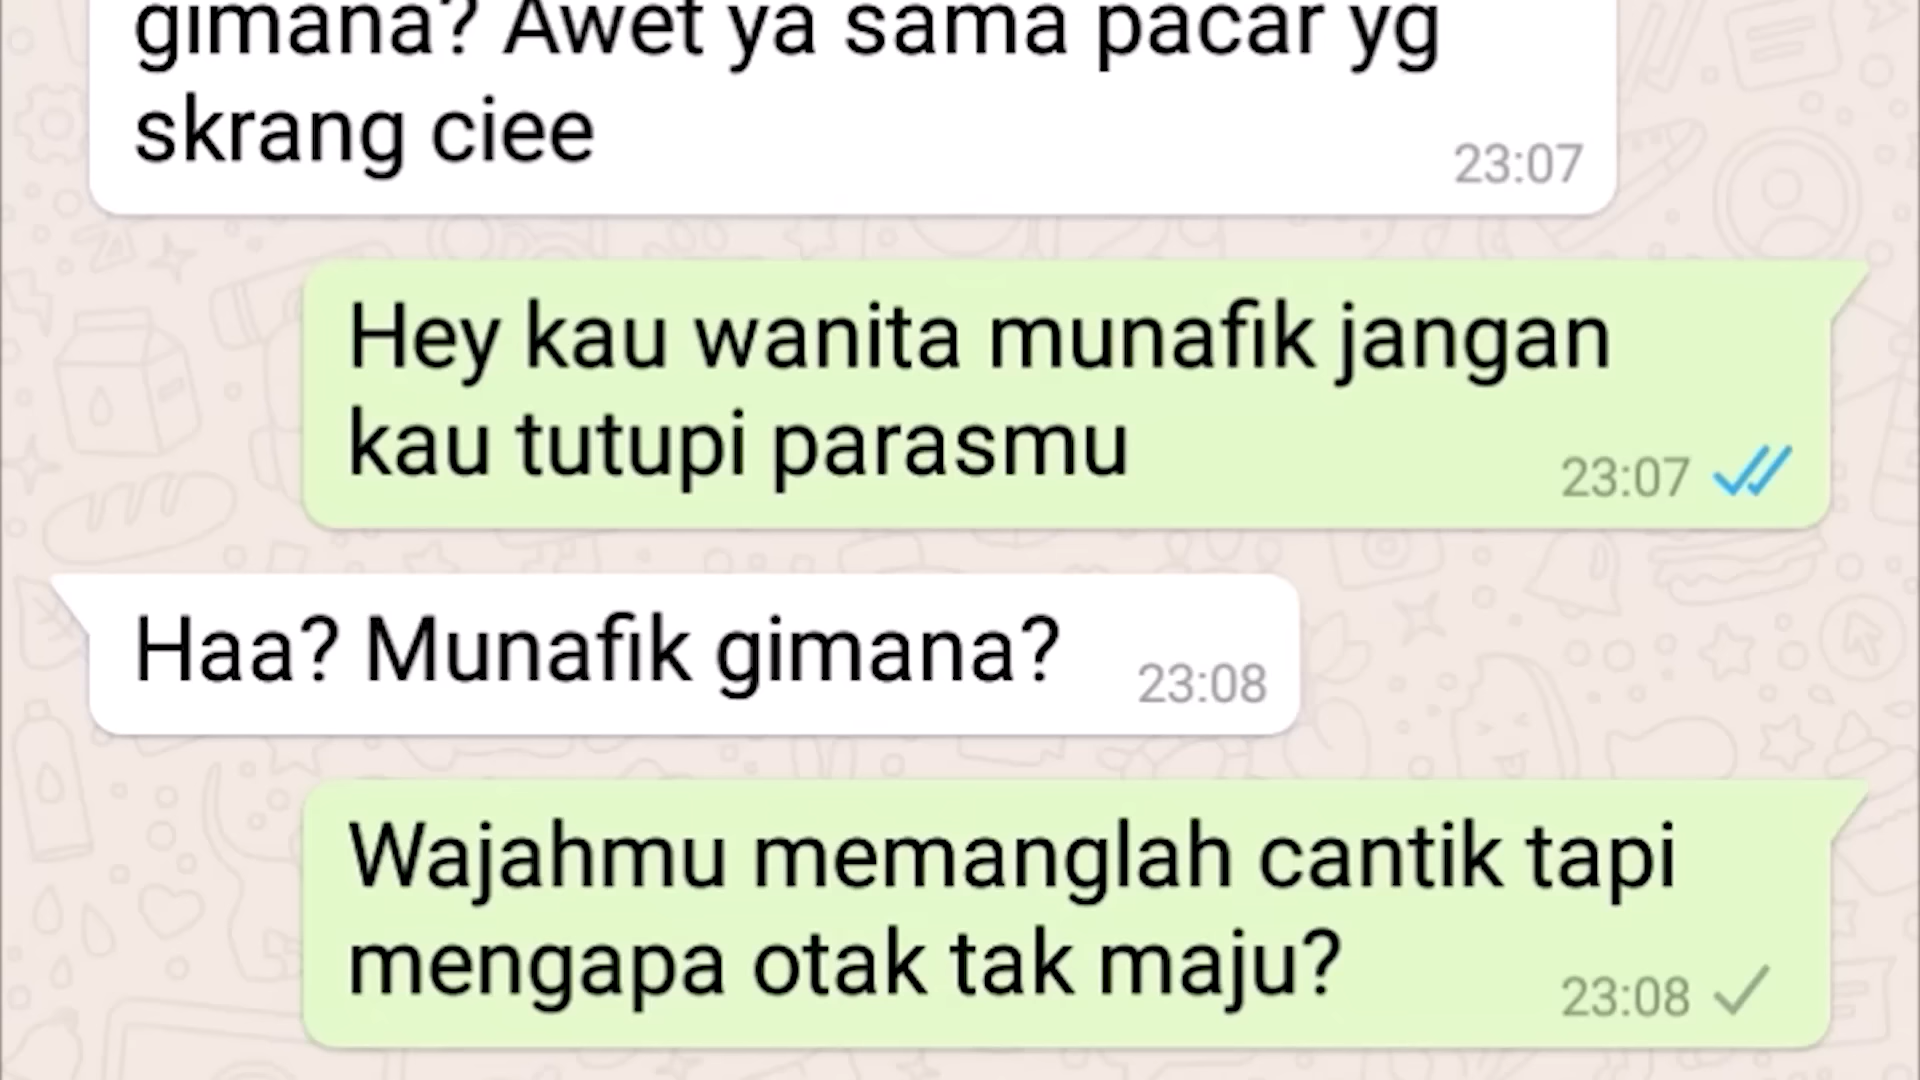 gimana? Awet ya sama pacar yg
skrang ciee
23:07
Hey kau wanita munafik jangan
kau tutupi parasmu
23:07
Haa? Munafik gimana?
23:08
Wajahmu memanglah cantik tapi
mengapa otak tak maju?
23:08